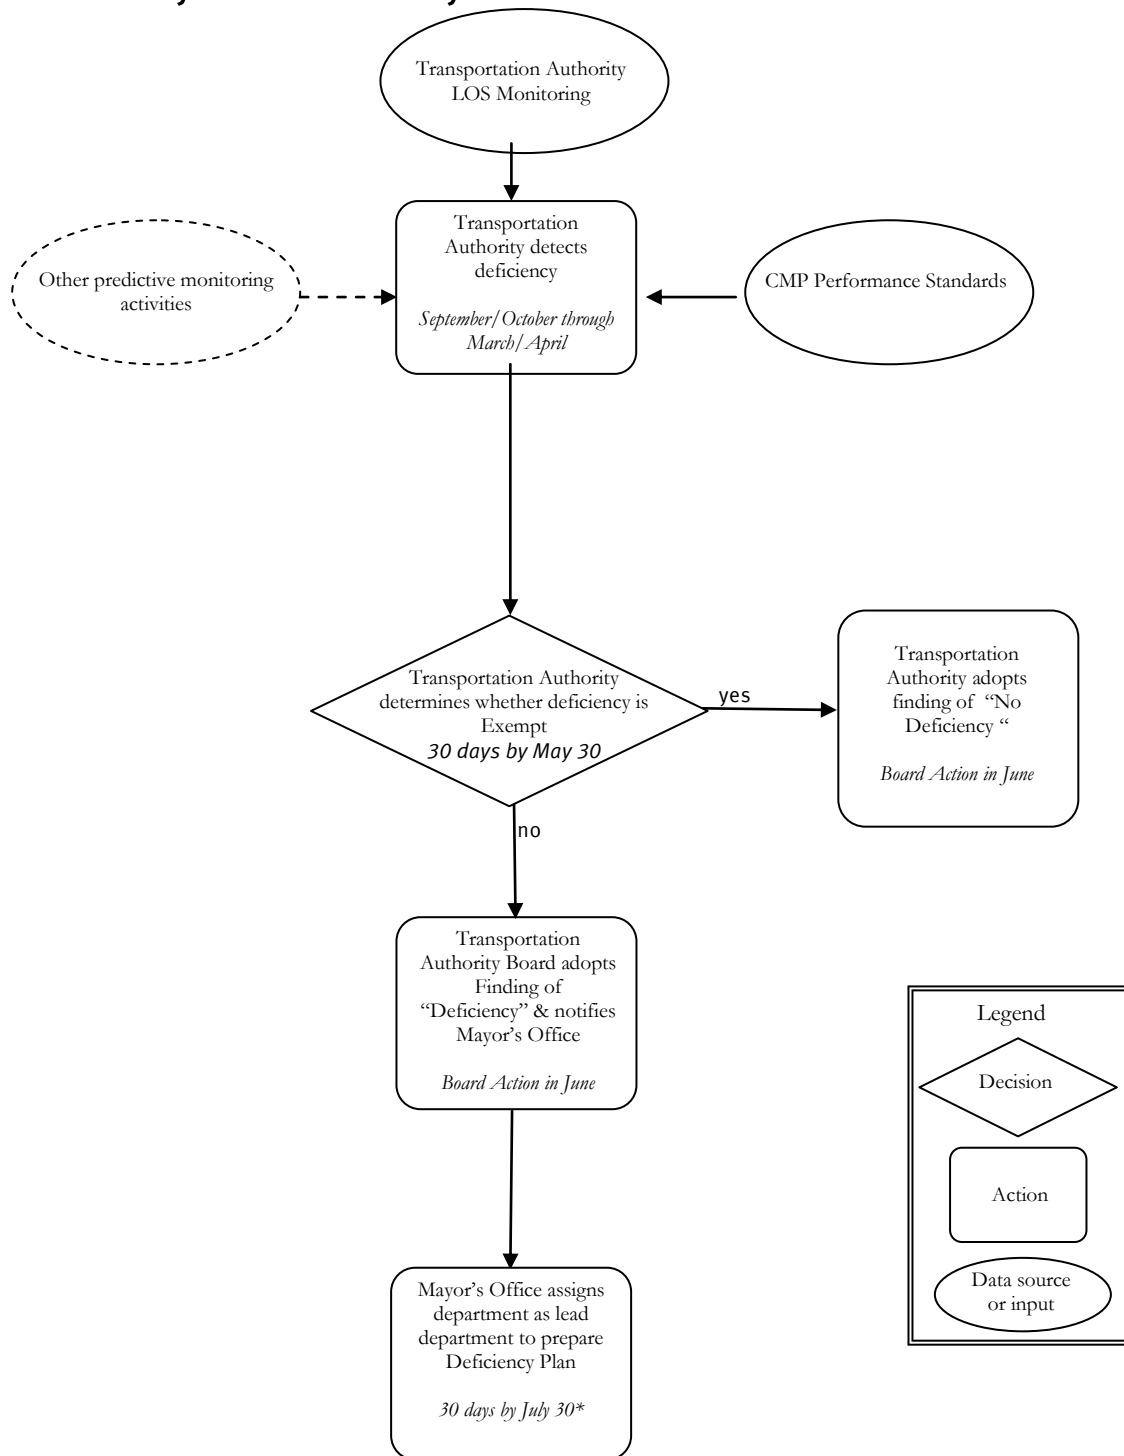 Transportation Authority
LOS Monitoring
Transportation
Authority detects
deficiency
September/October through
March/April
Other predictive monitoring
activities
CMP Performance Standards
Transportation Authority
determines whether deficiency is
Exempt
30 days by May 30
yes
Transportation
Authority adopts
finding of “No
Deficiency “
Board Action in June
no
Transportation
Authority Board adopts
Finding of
“Deficiency” & notifies
Mayor’s Office
Board Action in June
Mayor’s Office assigns
department as lead
department to prepare
Deficiency Plan
30 days by July 30*
Legend
Decision
Action
Data source
or input